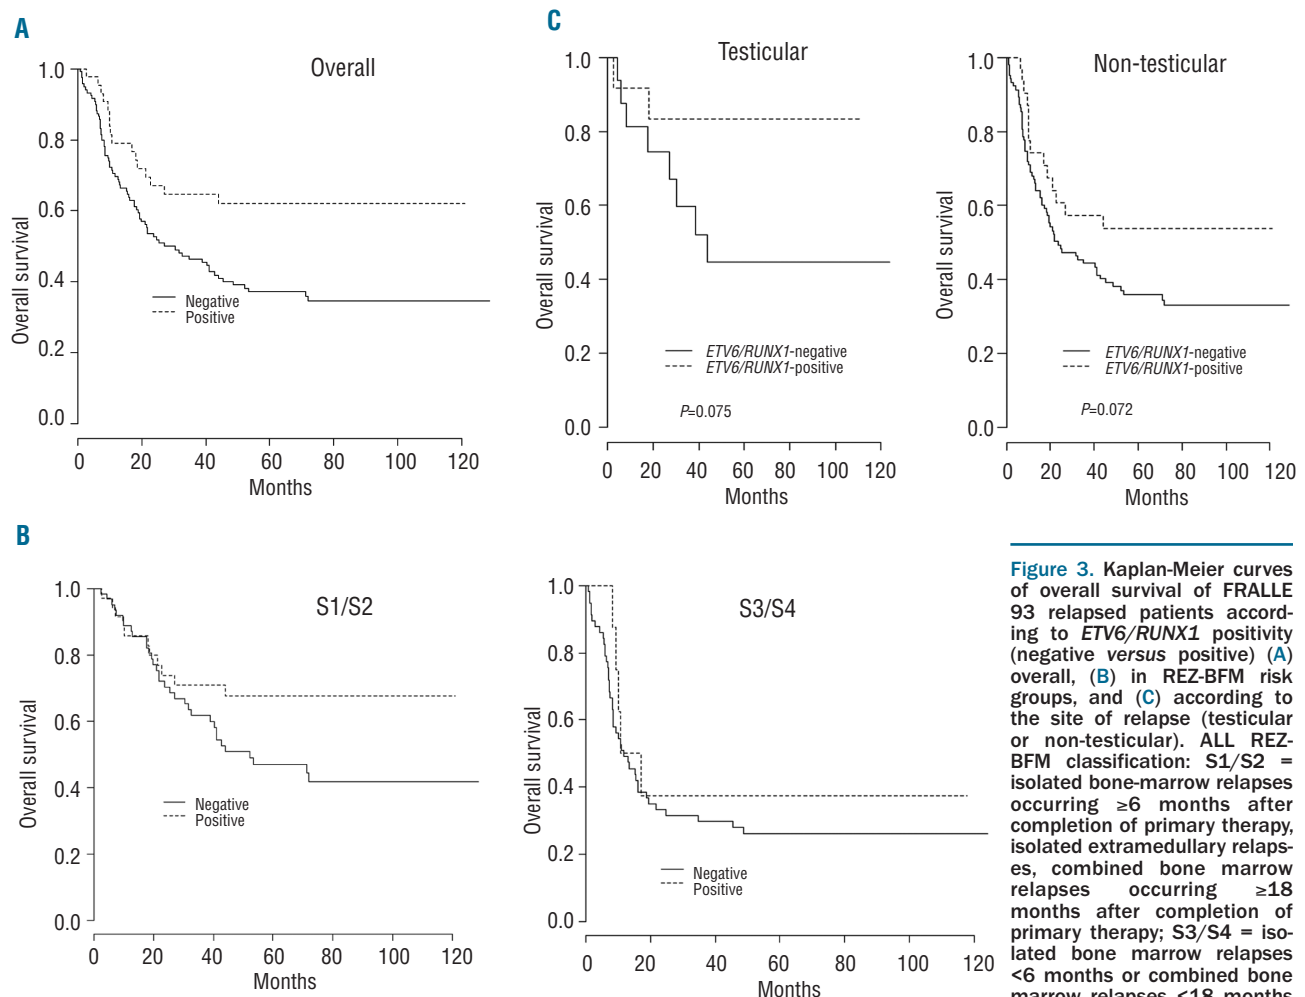 A
Overall
Overall survival
1.0
0.8
0.6
0.4
0.2
0.0
Negative
Positive
0 20 40 60 80 100 120
Months
C
Testicular
Overall survival
1.0
0.8
0.6
0.4
0.2
0.0
ETV6/RUNX1-negative
ETV6/RUNX1-positive
P=0.075
0 20 40 60 80 100 120
Months
Non-testicular
Overall survival
1.0
0.8
0.6
0.4
0.2
0.0
ETV6/RUNX1-negative
ETV6/RUNX1-positive
P=0.072
0 20 40 60 80 100 120
Months
B
S1/S2
Overall survival
1.0
0.8
0.6
0.4
0.2
0.0
Negative
Positive
0 20 40 60 80 100 120
Months
S3/S4
Overall survival
1.0
0.8
0.6
0.4
0.2
0.0
Negative
Positive
0 20 40 60 80 100 120
Months
Figure 3. Kaplan-Meier curves
of overall survival of FRALLE
93 relapsed patients accord-
ing to ETV6/RUNX1 positivity
(negative versus positive) (A)
overall, (B) in REZ-BFM risk
groups, and (C) according to
the site of relapse (testicular
or non-testicular). ALL REZ-
BFM classification: S1/S2 =
isolated bone-marrow relapses
occurring ≥6 months after
completion of primary therapy,
isolated extramedullary relaps-
es, combined bone marrow
relapses occurring ≥18
months after completion of
primary therapy; S3/S4 = iso-
lated bone marrow relapses
<6 months or combined bone
marrow relapses <18 months